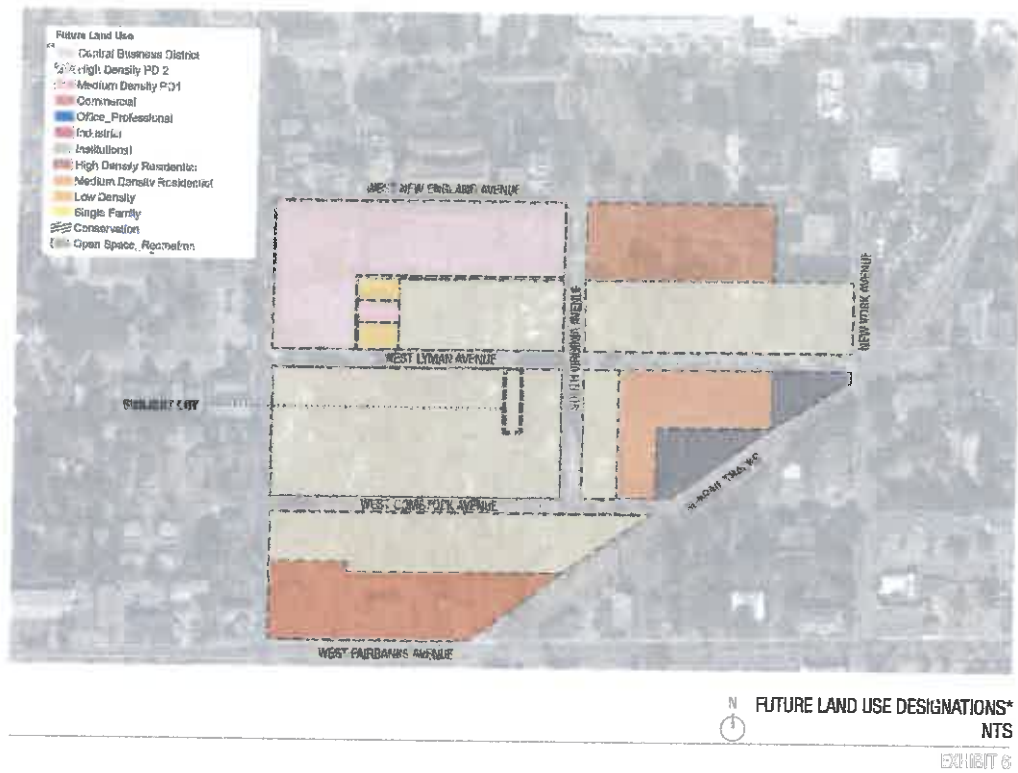 Future Land Use
Central Business District
High Density PD 2
Medium Density PD1
Commercial
Office_Professional
Industrial
Institutional
High Density Residential
Medium Density Residential
Low Density
Single Family
Conservation
Open Space_Recreation
WEST NEW ENGLAND AVENUE
SOUTH VIRGINIA AVENUE
NEW YORK AVENUE
WEST LYMAN AVENUE
SUBJECT LOT
WEST COMSTOCK AVENUE
WEST FAIRBANKS AVENUE
N
FUTURE LAND USE DESIGNATIONS*
NTS
EXHIBIT 6